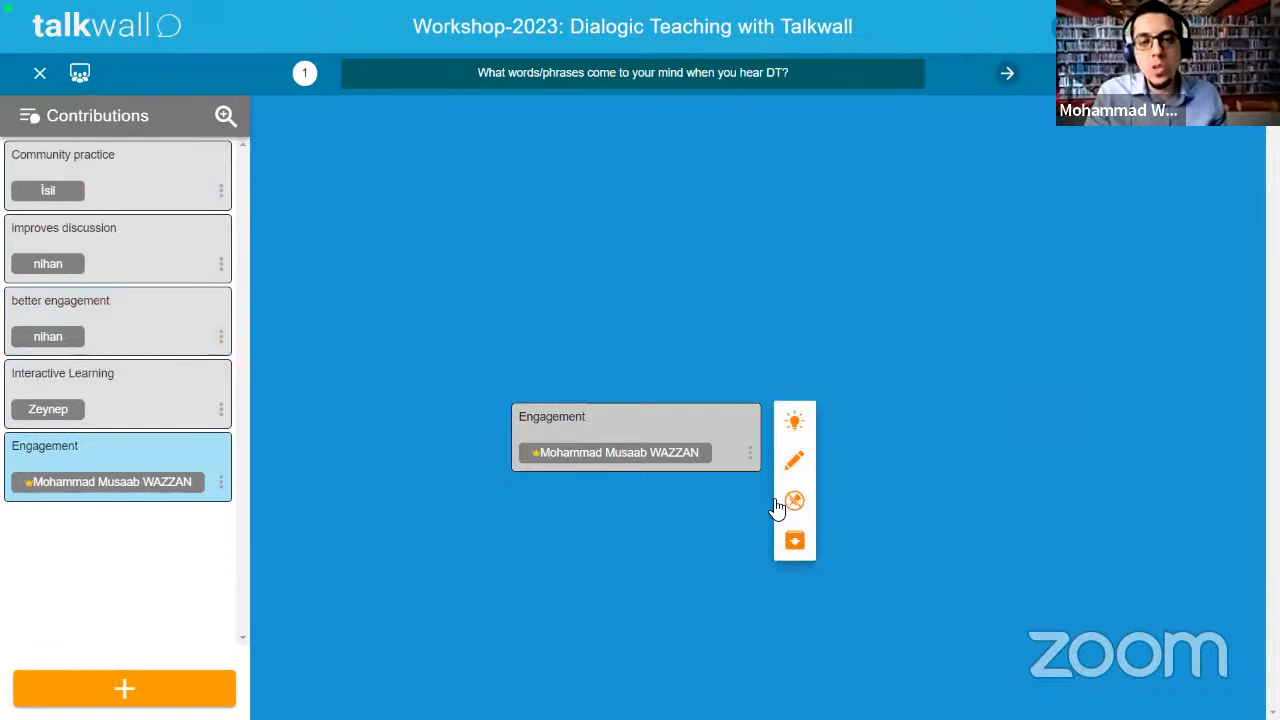 talkwall
Workshop-2023: Dialogic Teaching with Talkwall
1
What words/phrases come to your mind when you hear DT?
Mohammad W...
Contributions
Community practice
İsil
improves discussion
nihan
better engagement
nihan
Interactive Learning
Zeynep
Engagement
Mohammad Musaab WAZZAN
Engagement
Mohammad Musaab WAZZAN
+
zoom